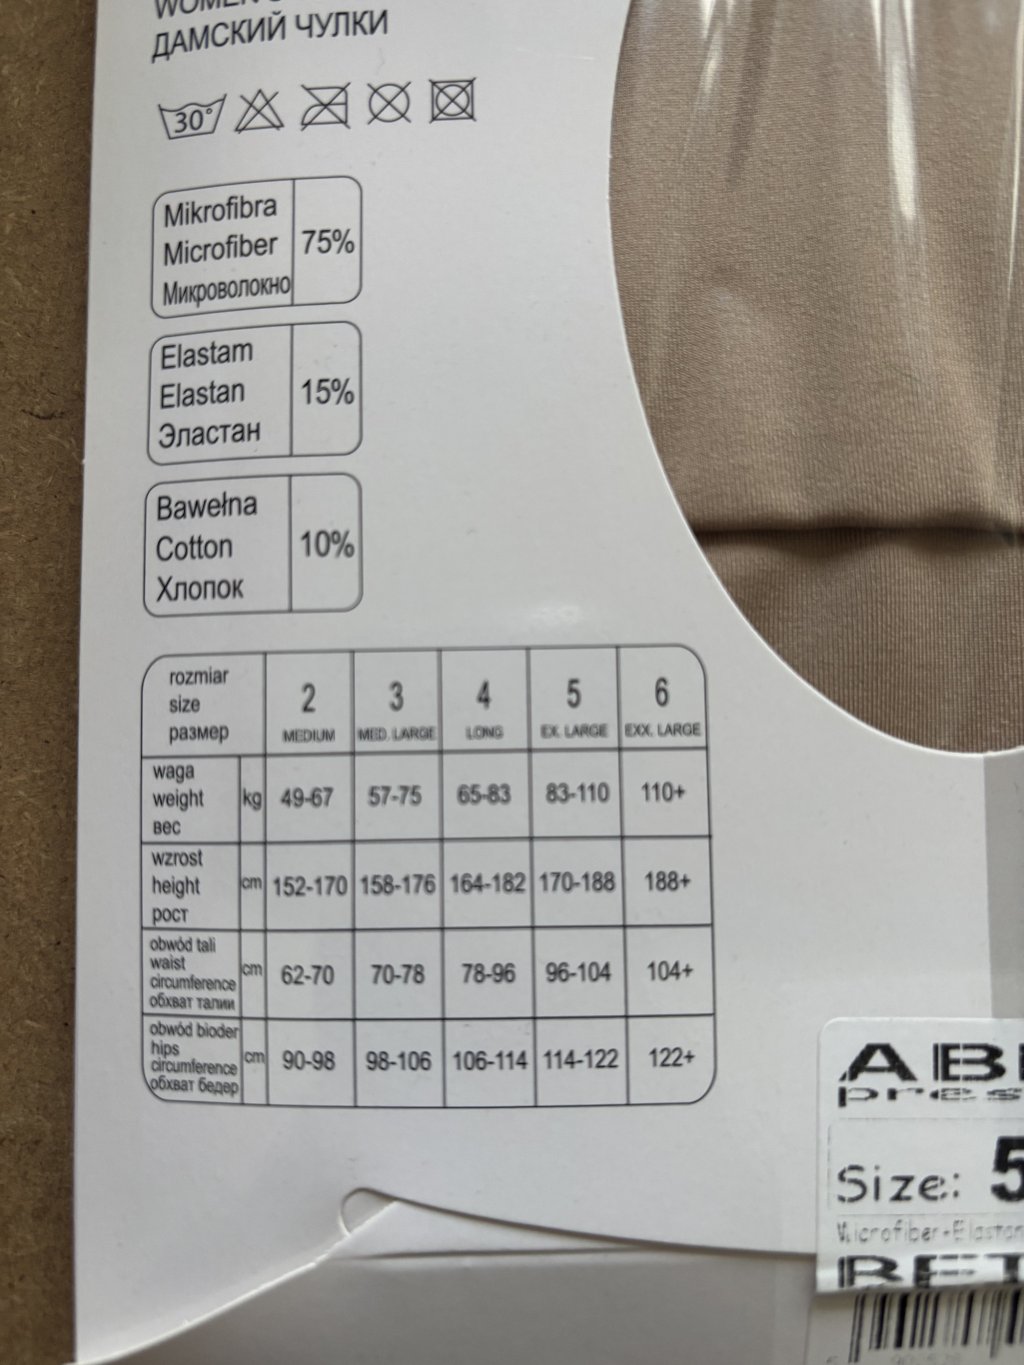 WOMEN'S
ДАМСКИЙ ЧУЛКИ
30°
Mikrofibra
Microfiber 75%
Микроволокно
Elastam
Elastan 15%
Эластан
Bawełna
Cotton 10%
Хлопок
rozmiar
size 2 3 4 5 6
размер MEDIUM MED. LARGE LONG EX. LARGE EXX. LARGE
waga
weight kg 49-67 57-75 65-83 83-110 110+
вес
wzrost
height cm 152-170 158-176 164-182 170-188 188+
рост
obwód tali
waist
circumference cm 62-70 70-78 78-96 96-104 104+
обхват талии
obwód bioder
hips
circumference cm 90-98 98-106 106-114 114-122 122+
обхват бедер
Size: 5
Microfiber+Elastan